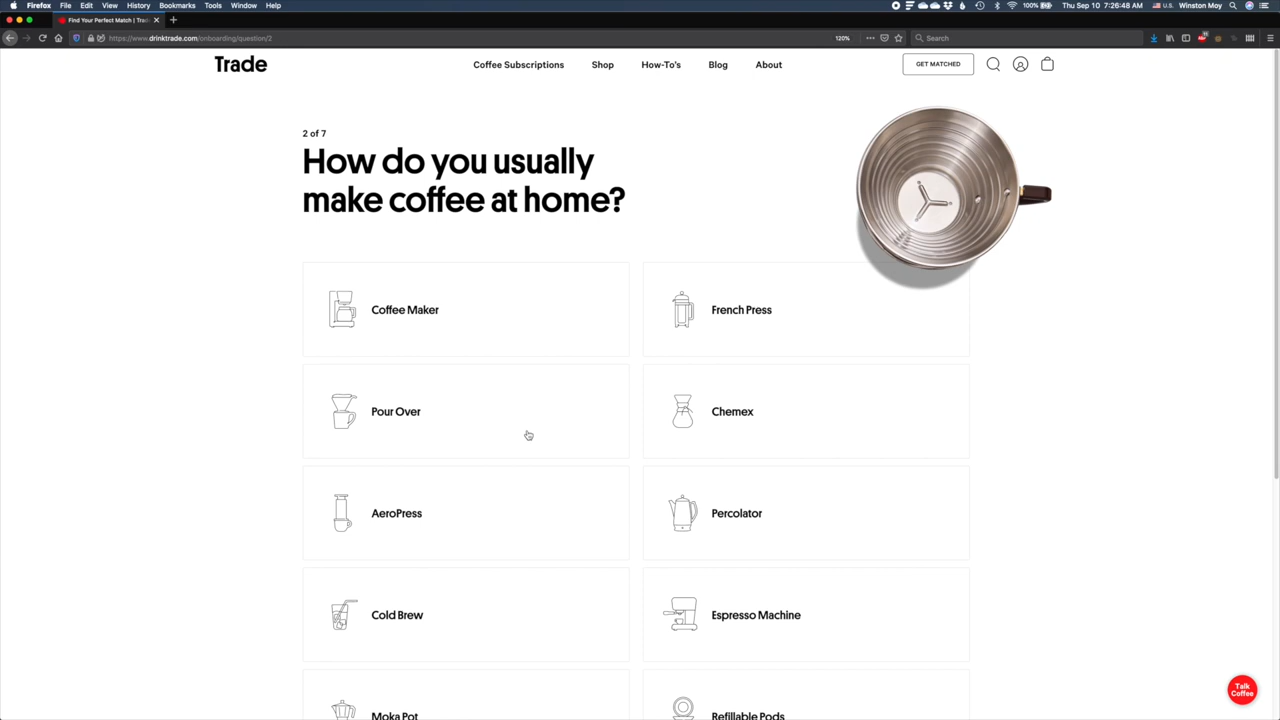 Firefox File Edit View History Bookmarks Tools Window Help
100% Thu Sep 10 7:26:48 AM U.S. Winston Moy
Find Your Perfect Match | Trad
https://www.drinktrade.com/onboarding/question/2
120%
Search
Trade
Coffee Subscriptions Shop How-To's Blog About
GET MATCHED
2 of 7
How do you usually
make coffee at home?
Coffee Maker
French Press
Pour Over
Chemex
AeroPress
Percolator
Cold Brew
Espresso Machine
Moka Pot
Refillable Pods
Talk
Coffee